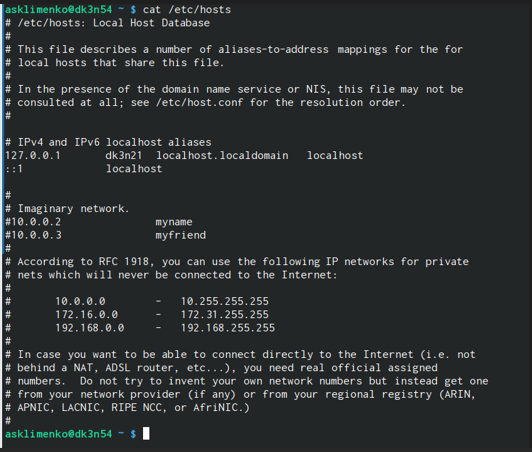 asklimenko@dk3n54 ~ $ cat /etc/hosts
# /etc/hosts: Local Host Database
#
# This file describes a number of aliases-to-address mappings for the for
# local hosts that share this file.
#
# In the presence of the domain name service or NIS, this file may not be
# consulted at all; see /etc/host.conf for the resolution order.
#

# IPv4 and IPv6 localhost aliases
127.0.0.1       dk3n21  localhost.localdomain   localhost
::1             localhost

#
# Imaginary network.
#10.0.0.2               myname
#10.0.0.3               myfriend
#
# According to RFC 1918, you can use the following IP networks for private
# nets which will never be connected to the Internet:
#
#       10.0.0.0        -   10.255.255.255
#       172.16.0.0      -   172.31.255.255
#       192.168.0.0     -   192.168.255.255
#
# In case you want to be able to connect directly to the Internet (i.e. not
# behind a NAT, ADSL router, etc...), you need real official assigned
# numbers.  Do not try to invent your own network numbers but instead get one
# from your network provider (if any) or from your regional registry (ARIN,
# APNIC, LACNIC, RIPE NCC, or AfriNIC.)
#
asklimenko@dk3n54 ~ $